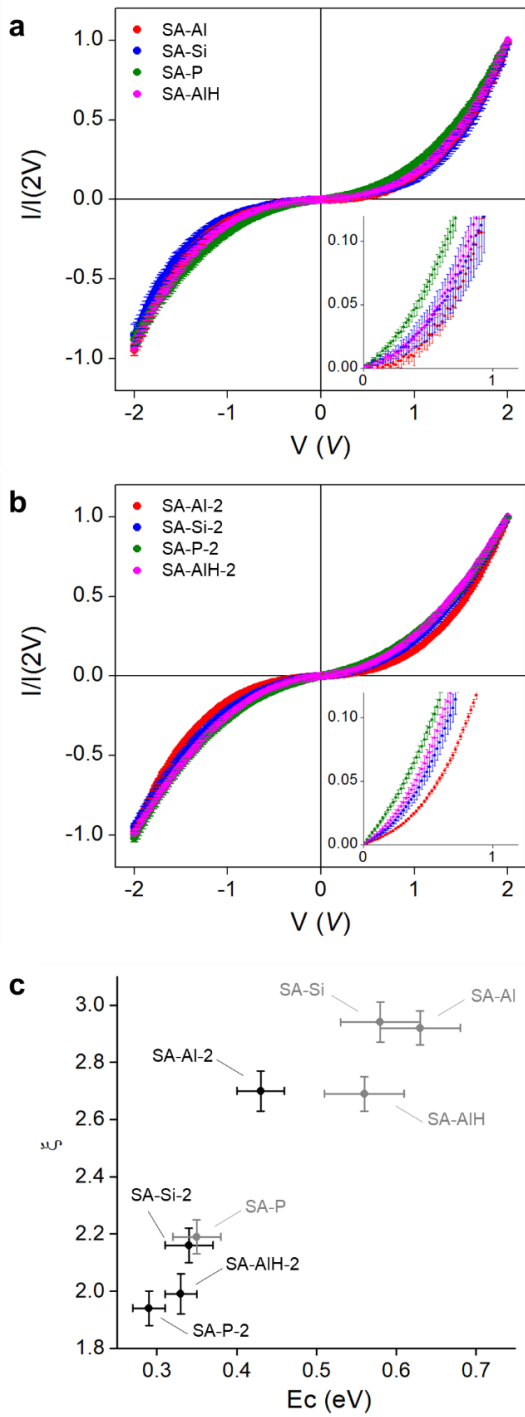 a
SA-Al
SA-Si
SA-P
SA-AlH
1.0
0.5
0.0
-0.5
-1.0
I/I(2V)
0.10
0.05
0.00
0
1
-2
-1
0
1
2
V (V)
b
SA-Al-2
SA-Si-2
SA-P-2
SA-AlH-2
1.0
0.5
0.0
-0.5
-1.0
I/I(2V)
0.10
0.05
0.00
0
1
-2
-1
0
1
2
V (V)
c
SA-Si
SA-Al
SA-Al-2
SA-AlH
SA-Si-2
SA-P
SA-AlH-2
SA-P-2
3.0
2.8
2.6
2.4
2.2
2.0
1.8
ξ
0.3
0.4
0.5
0.6
0.7
Ec (eV)